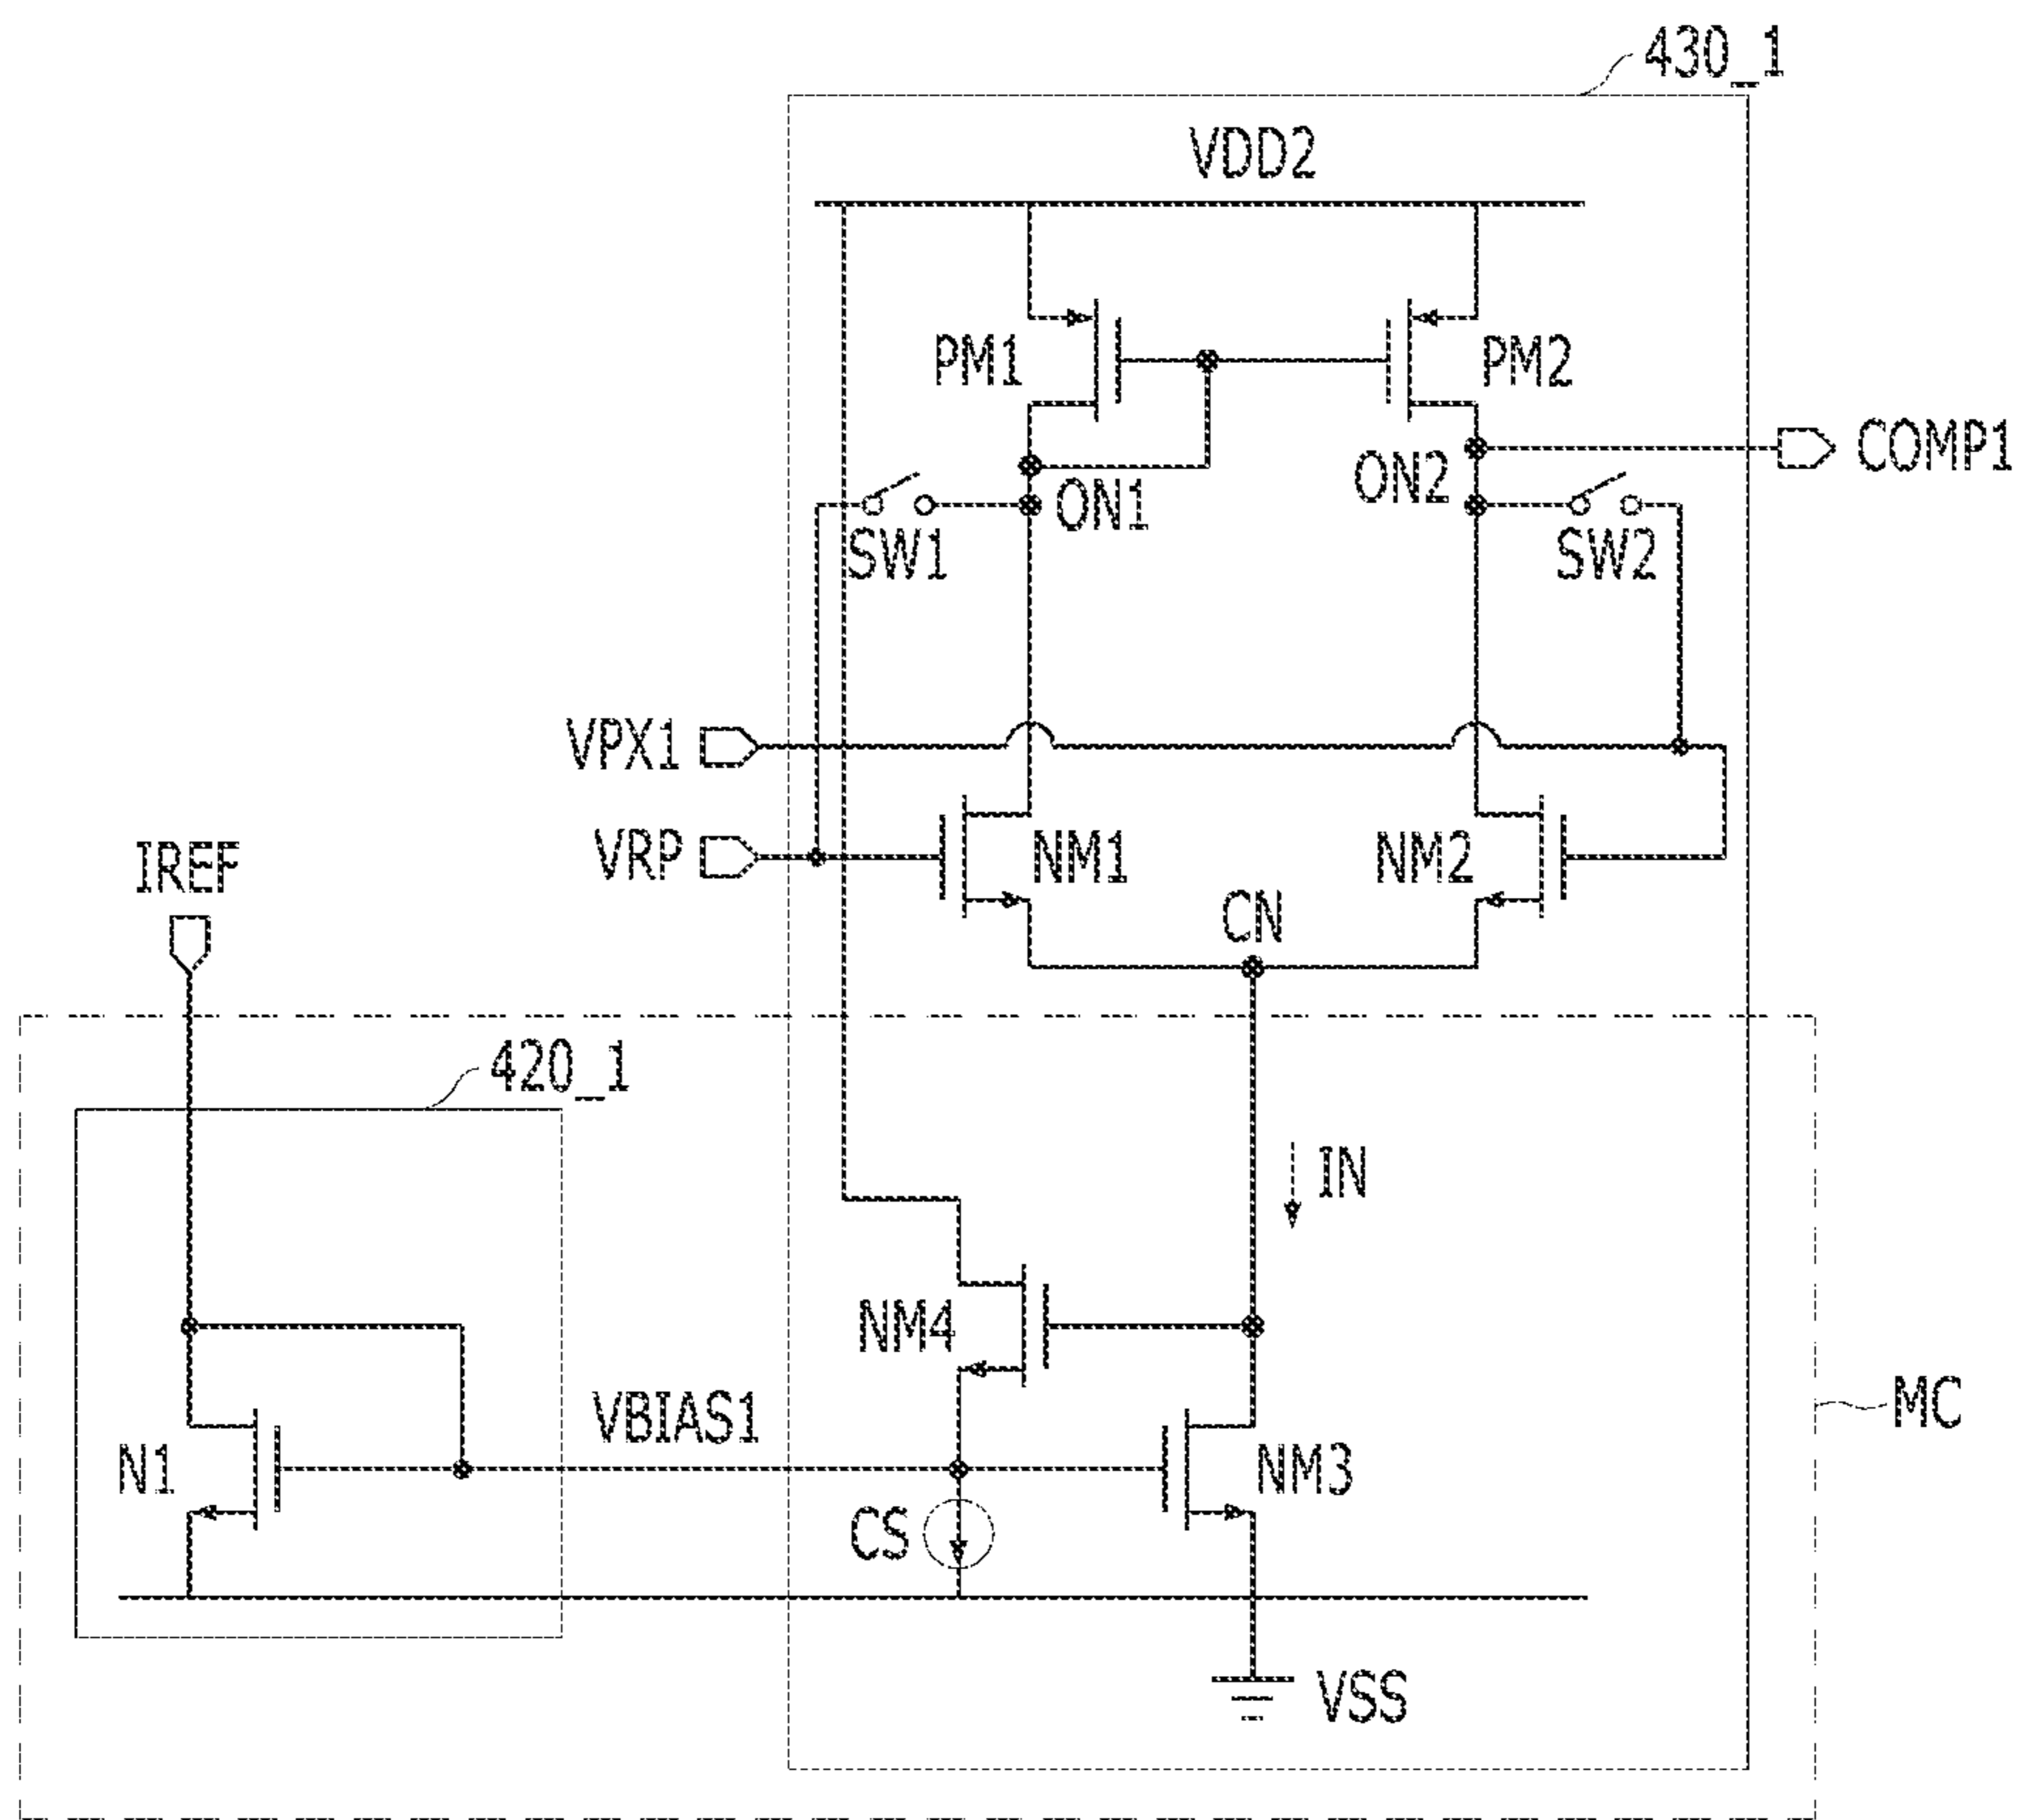 430_1
VDD2
PM1
PM2
COMP1
ON1
ON2
SW1
SW2
VPX1
VRP
NM1
NM2
IREF
CN
420_1
IN
NM4
MC
VBIAS1
N1
NM3
CS
VSS